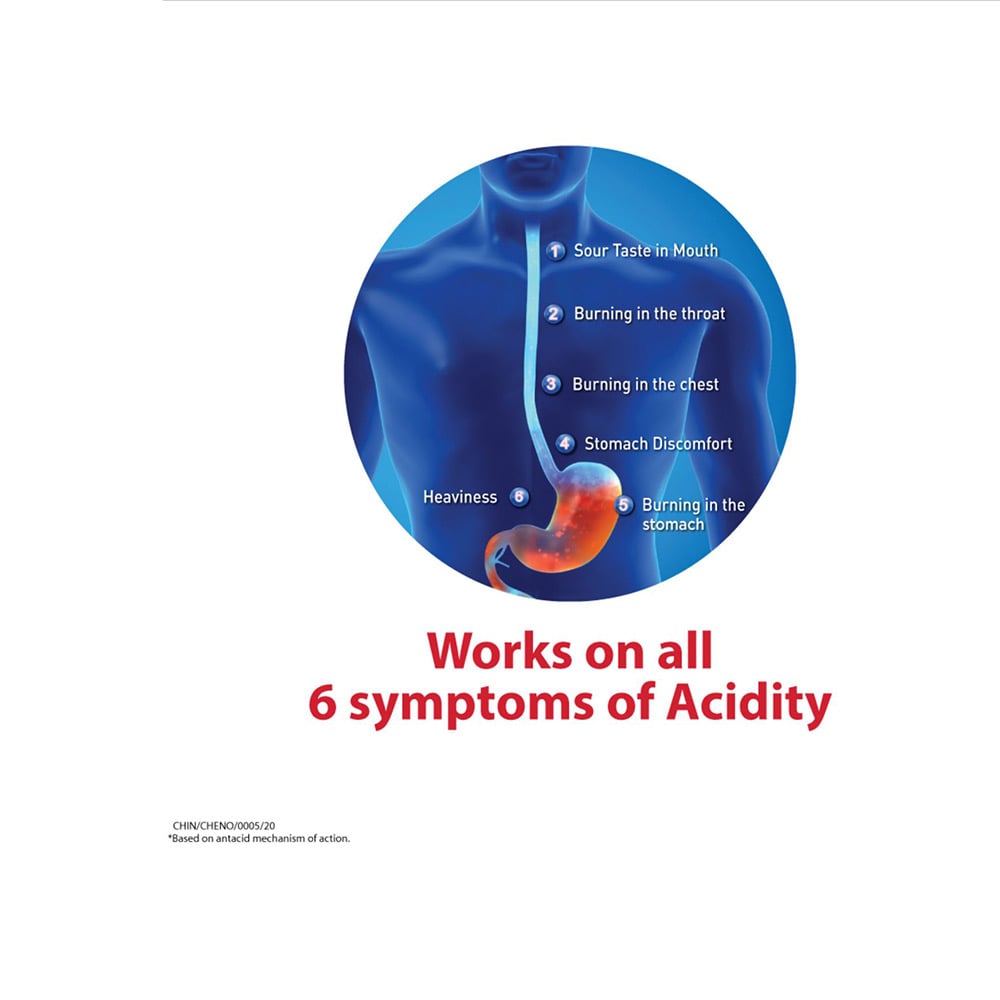 1 Sour Taste in Mouth
2 Burning in the throat
3 Burning in the chest
4 Stomach Discomfort
Heaviness 6
5 Burning in the
stomach
Works on all
6 symptoms of Acidity
CHIN/CHENO/0005/20
*Based on antacid mechanism of action.